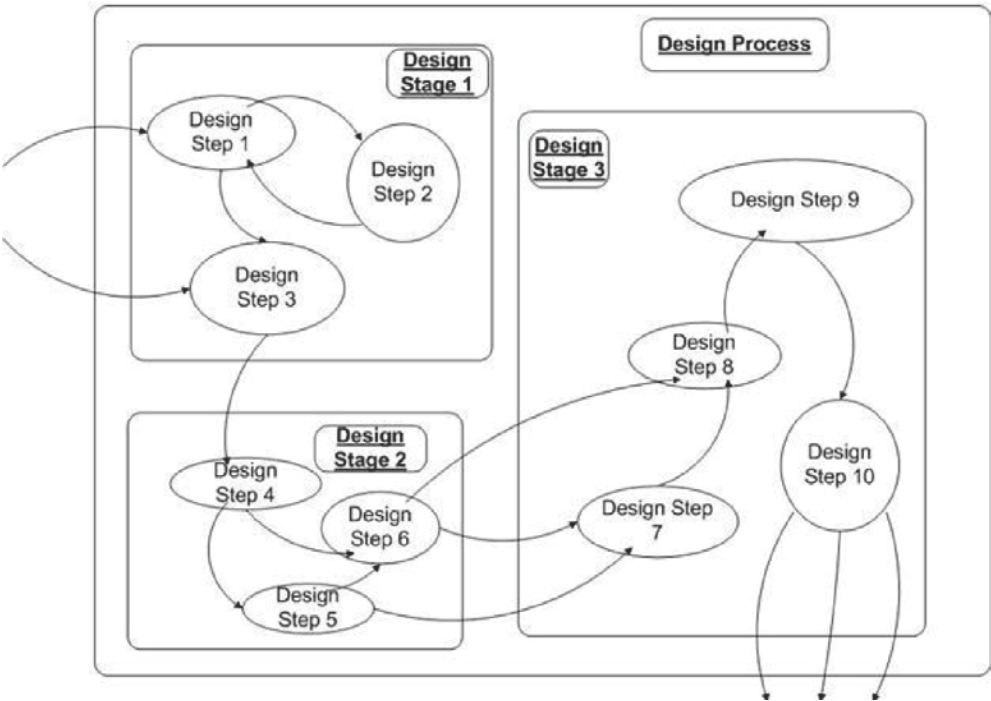 Design Process
Design
Stage 1
Design
Step 1
Design
Step 2
Design
Step 3
Design
Stage 2
Design
Step 4
Design
Step 6
Design
Step 5
Design
Stage 3
Design Step 9
Design
Step 8
Design Step
7
Design
Step 10